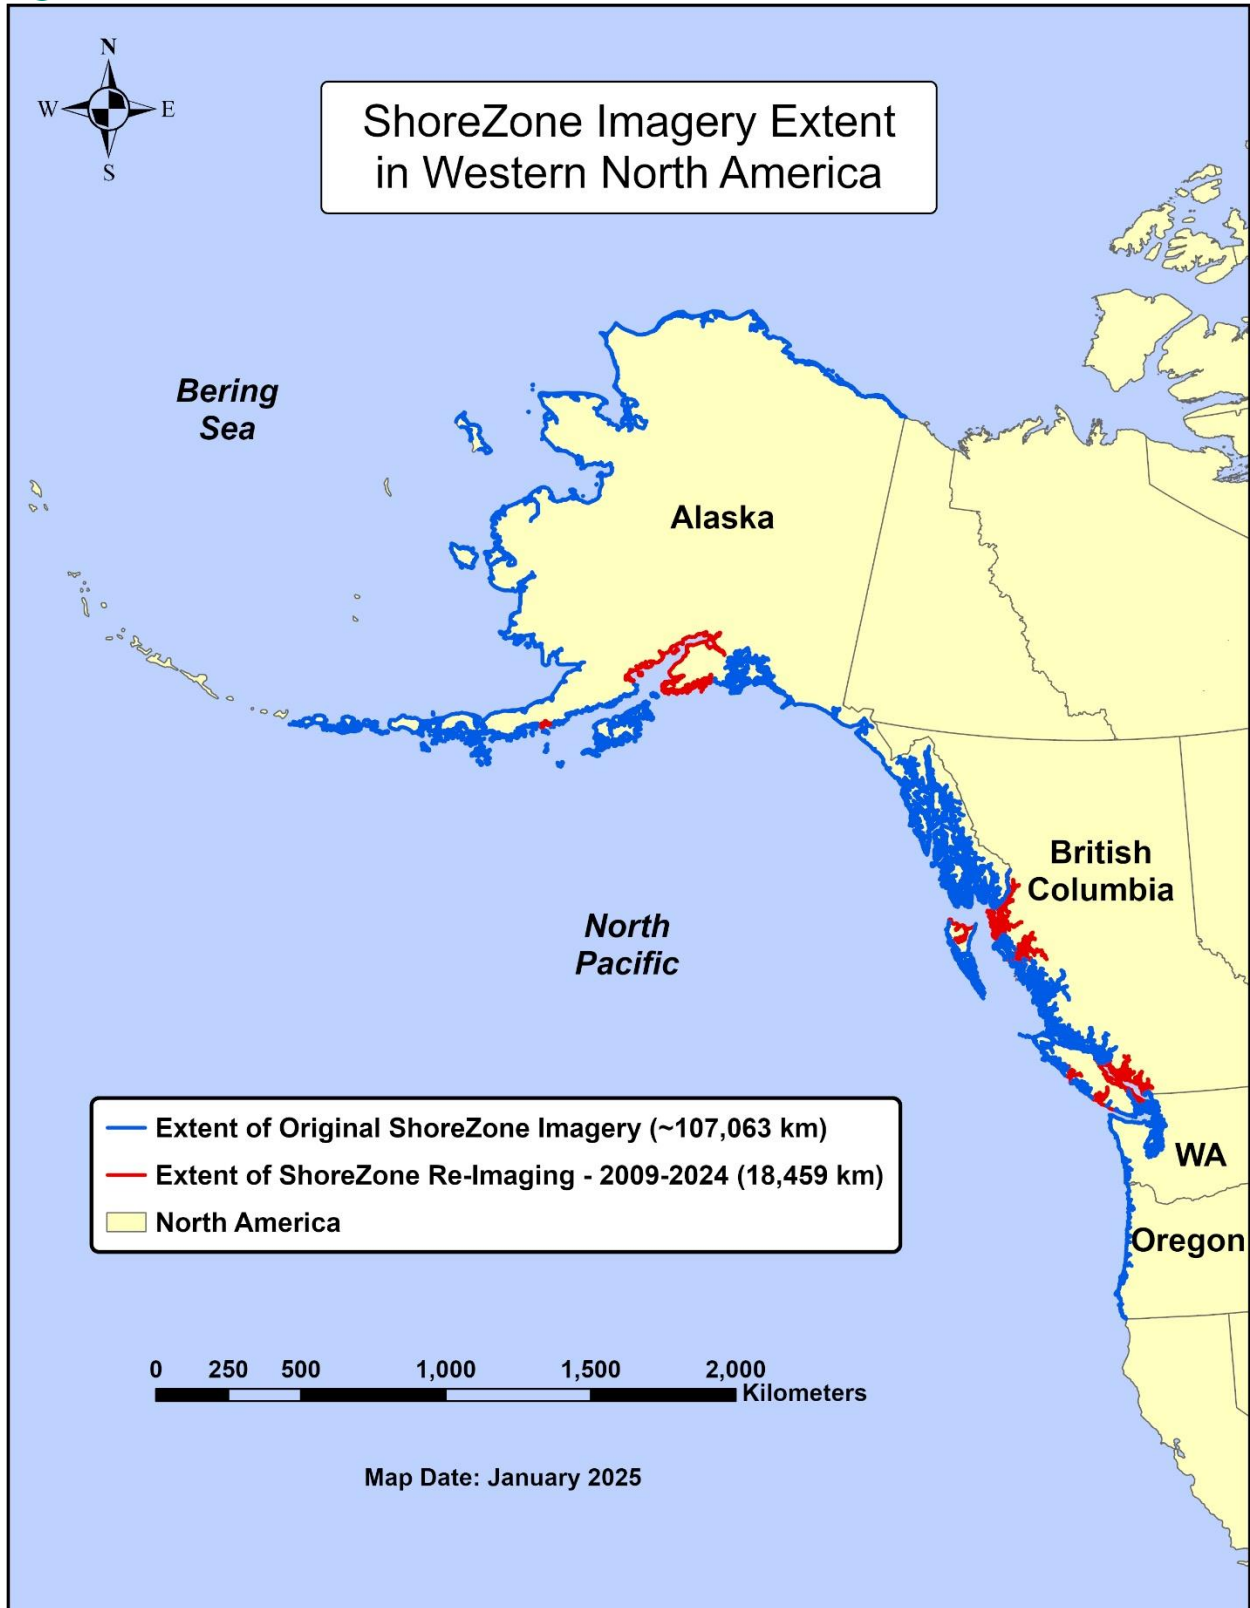 N
W E
S
ShoreZone Imagery Extent
in Western North America
Bering
Sea
Alaska
British
Columbia
North
Pacific
Extent of Original ShoreZone Imagery (~107,063 km)
Extent of ShoreZone Re-Imaging - 2009-2024 (18,459 km)
North America
WA
Oregon
0 250 500 1,000 1,500 2,000
Kilometers
Map Date: January 2025